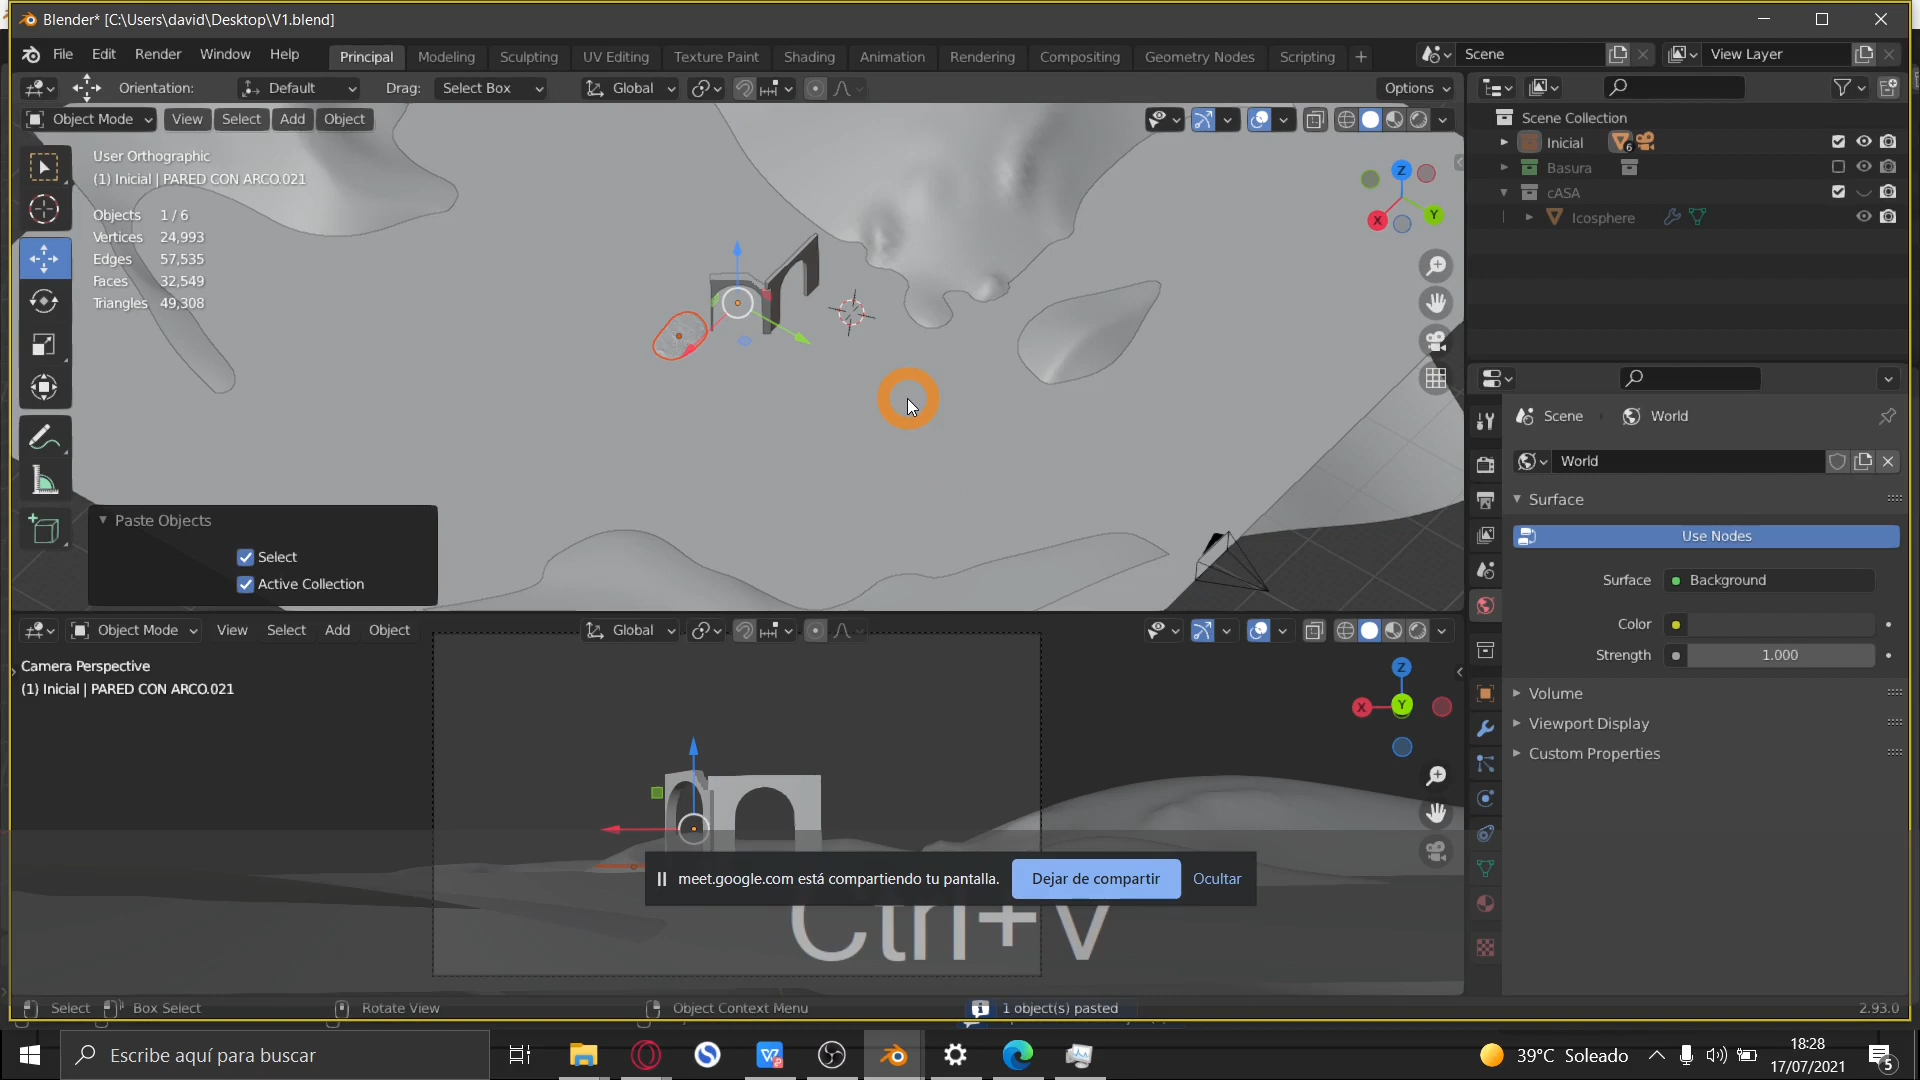 Blender* [C:\Users\david\Desktop\V1.blend]
File Edit Render Window Help Principal Modeling Sculpting UV Editing Texture Paint Shading Animation Rendering Compositing Geometry Nodes Scripting + Scene View Layer
Orientation: Default Drag: Select Box Global Options
Object Mode View Select Add Object
User Orthographic
(1) Inicial | PARED CON ARCO.021
Objects 1 / 6
Vertices 24,993
Edges 57,535
Faces 32,549
Triangles 49,308
Z
Y
X
Paste Objects
Select
Active Collection
Object Mode View Select Add Object Global
Camera Perspective
(1) Inicial | PARED CON ARCO.021
Z
X
Y
Scene Collection
Inicial 6
Basura
cASA
Icosphere
Scene World
World
Surface
Use Nodes
Surface Background
Color
Strength 1.000
Volume
Viewport Display
Custom Properties
meet.google.com está compartiendo tu pantalla. Dejar de compartir Ocultar
Ctrl+V
Select Box Select Rotate View Object Context Menu 1 object(s) pasted 2.93.0
Escribe aquí para buscar
39°C Soleado
18:28
17/07/2021
5